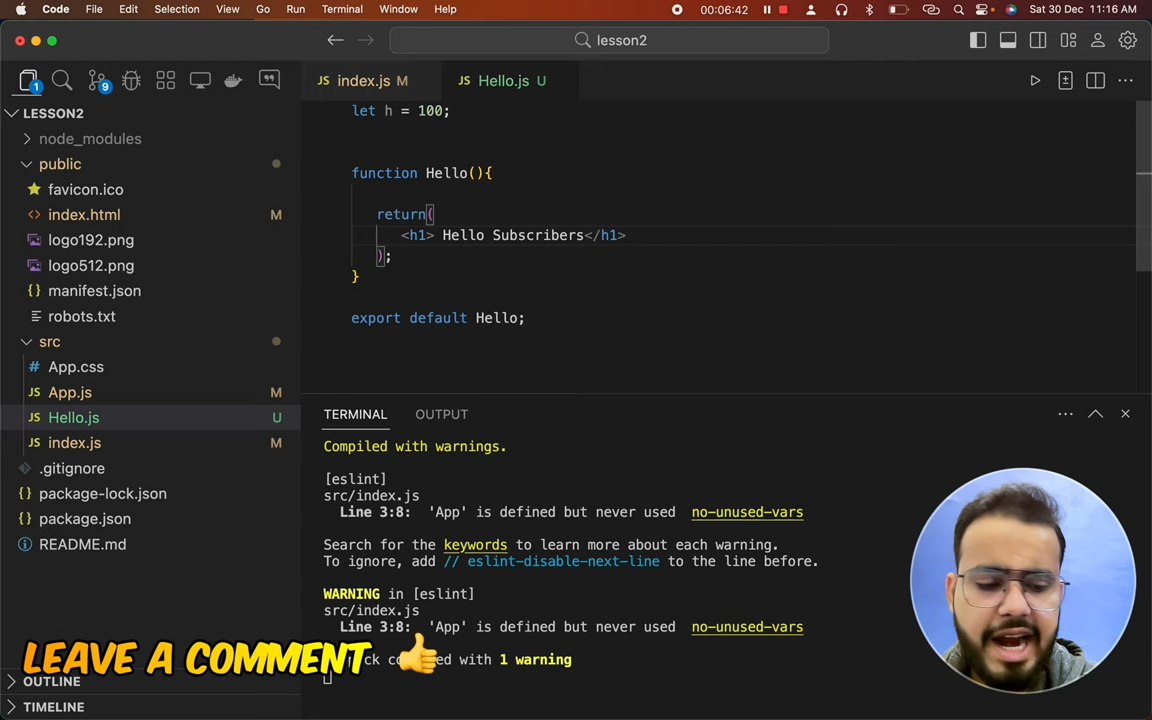 Code File Edit Selection View Go Run Terminal Window Help 00:06:42 Sat 30 Dec 11:16 AM
lesson2
1 9 JS index.js M JS Hello.js U
LESSON2
node_modules
public
favicon.ico
<> index.html M
logo192.png
logo512.png
{} manifest.json
robots.txt
src
# App.css
JS App.js M
JS Hello.js U
JS index.js M
.gitignore
{} package-lock.json
{} package.json
README.md
OUTLINE
TIMELINE
let h = 100;
function Hello(){
return(
<h1> Hello Subscribers</h1>
);
}
export default Hello;
TERMINAL OUTPUT
Compiled with warnings.
[eslint]
src/index.js
Line 3:8: 'App' is defined but never used no-unused-vars
Search for the keywords to learn more about each warning.
To ignore, add // eslint-disable-next-line to the line before.
WARNING in [eslint]
src/index.js
Line 3:8: 'App' is defined but never used no-unused-vars
with 1 warning
LEAVE A COMMENT